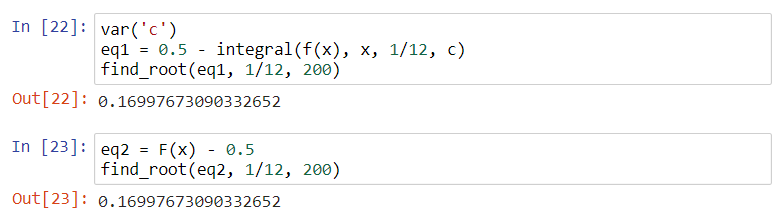 In [22]: var('c')
eq1 = 0.5 - integral(f(x), x, 1/12, c)
find_root(eq1, 1/12, 200)
Out[22]: 0.16997673090332652
In [23]: eq2 = F(x) - 0.5
find_root(eq2, 1/12, 200)
Out[23]: 0.16997673090332652